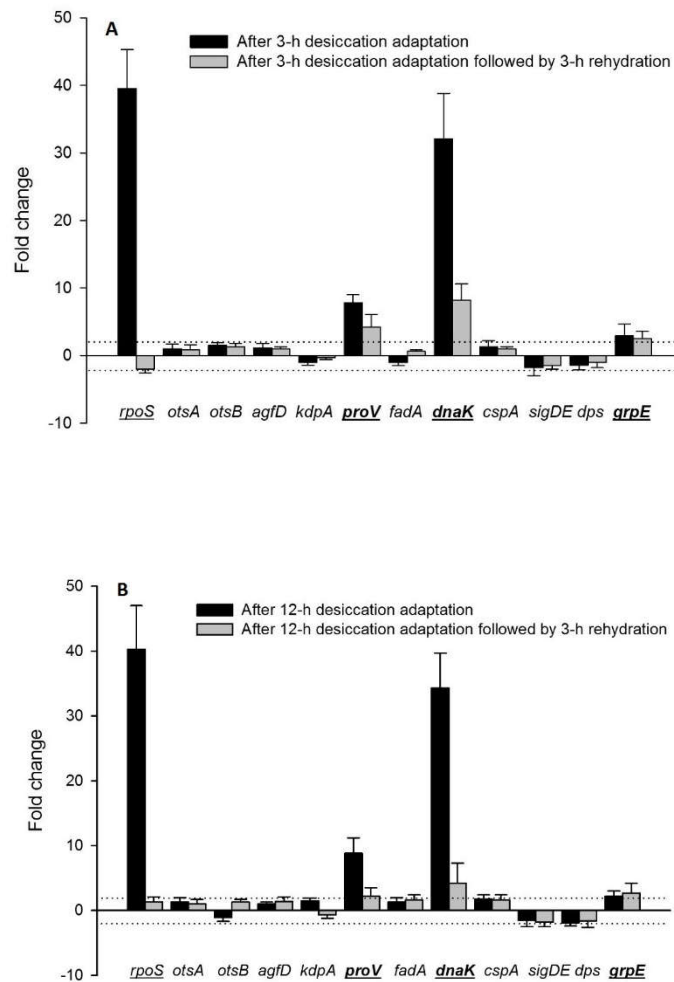 A
After 3-h desiccation adaptation
After 3-h desiccation adaptation followed by 3-h rehydration
Fold change
50
40
30
20
10
0
-10
rpoS otsA otsB agfD kdpA proV fadA dnaK cspA sigDE dps grpE
B
After 12-h desiccation adaptation
After 12-h desiccation adaptation followed by 3-h rehydration
Fold change
50
40
30
20
10
0
-10
rpoS otsA otsB agfD kdpA proV fadA dnaK cspA sigDE dps grpE